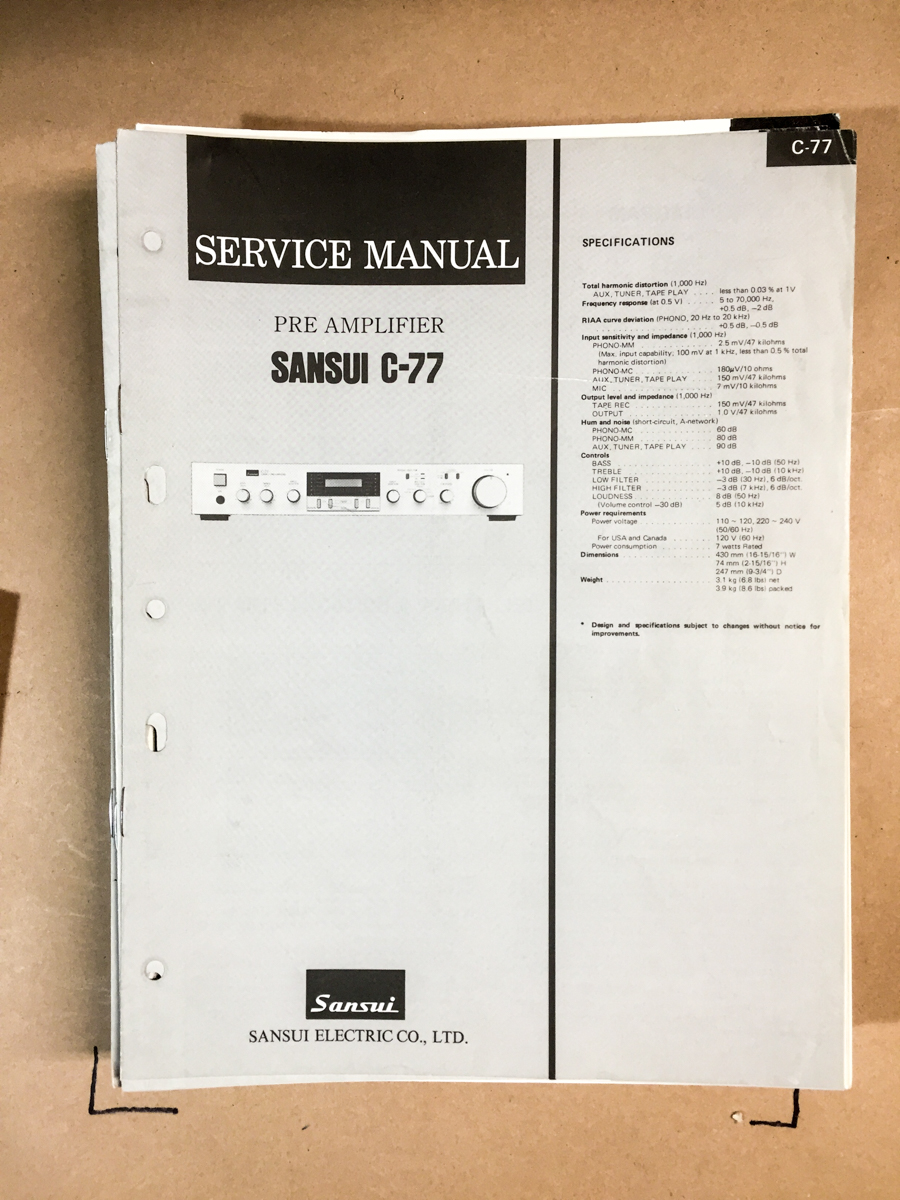 C-77
SERVICE MANUAL
PRE AMPLIFIER
SANSUI C-77
Sansui
SANSUI ELECTRIC CO., LTD.
SPECIFICATIONS
Total harmonic distortion (1,000 Hz)
AUX, TUNER, TAPE PLAY . . . . less than 0.03 % at 1V
Frequency response (at 0.5 V) . . . . . 5 to 70,000 Hz,
+0.5 dB, −2 dB
RIAA curve deviation (PHONO, 20 Hz to 20 kHz)
. . . . . . . . . . . . . . . . . . . . +0.5 dB, −0.5 dB
Input sensitivity and impedance (1,000 Hz)
PHONO-MM . . . . . . . . . . . . . 2.5 mV/47 kilohms
(Max. input capability; 100 mV at 1 kHz, less than 0.5 % total
harmonic distortion)
PHONO-MC . . . . . . . . . . . . . 180µV/10 ohms
AUX, TUNER, TAPE PLAY . . . . 150 mV/47 kilohms
MIC . . . . . . . . . . . . . . . . . . 7 mV/10 kilohms
Output level and impedance (1,000 Hz)
TAPE REC . . . . . . . . . . . . . . 150 mV/47 kilohms
OUTPUT . . . . . . . . . . . . . . . 1.0 V/47 kilohms
Hum and noise (short-circuit, A-network)
PHONO-MC . . . . . . . . . . . . . 60 dB
PHONO-MM . . . . . . . . . . . . . 80 dB
AUX, TUNER, TAPE PLAY . . . . 90 dB
Controls
BASS . . . . . . . . . . . . . . . . . +10 dB, −10 dB (50 Hz)
TREBLE . . . . . . . . . . . . . . . +10 dB, −10 dB (10 kHz)
LOW FILTER . . . . . . . . . . . . −3 dB (30 Hz), 6 dB/oct.
HIGH FILTER . . . . . . . . . . . . −3 dB (7 kHz), 6 dB/oct.
LOUDNESS . . . . . . . . . . . . . 8 dB (50 Hz)
(Volume control −30 dB) 5 dB (10 kHz)
Power requirements
Power voltage . . . . . . . . . . . . 110 ~ 120, 220 ~ 240 V
(50/60 Hz)
For USA and Canada . . . . . . . 120 V (60 Hz)
Power consumption . . . . . . . . . 7 watts Rated
Dimensions . . . . . . . . . . . . . . . . 430 mm (16-15/16") W
74 mm (2-15/16") H
247 mm (9-3/4") D
Weight . . . . . . . . . . . . . . . . . . 3.1 kg (6.8 lbs) net
3.9 kg (8.6 lbs) packed
* Design and specifications subject to changes without notice for
improvements.